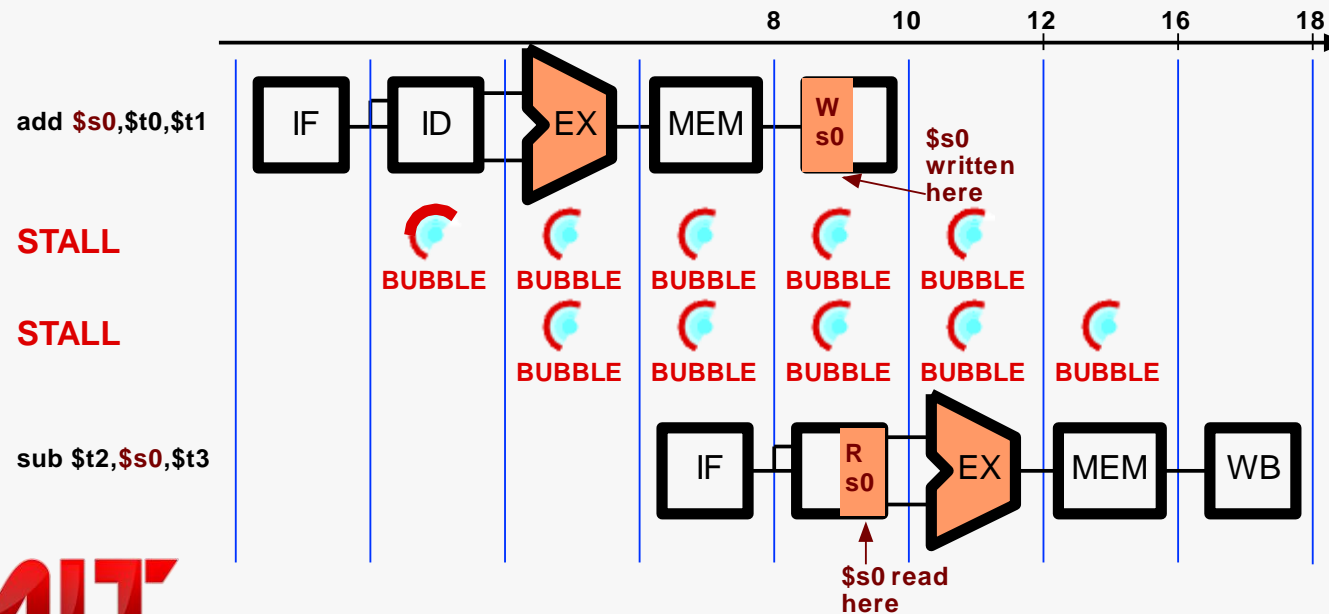 8 10 12 16 18
add $s0,$t0,$t1
IF ID EX MEM W
s0
$s0
written
here
STALL
BUBBLE BUBBLE BUBBLE BUBBLE BUBBLE
STALL
BUBBLE BUBBLE BUBBLE BUBBLE BUBBLE
sub $t2,$s0,$t3
IF R
s0 EX MEM WB
$s0 read
here